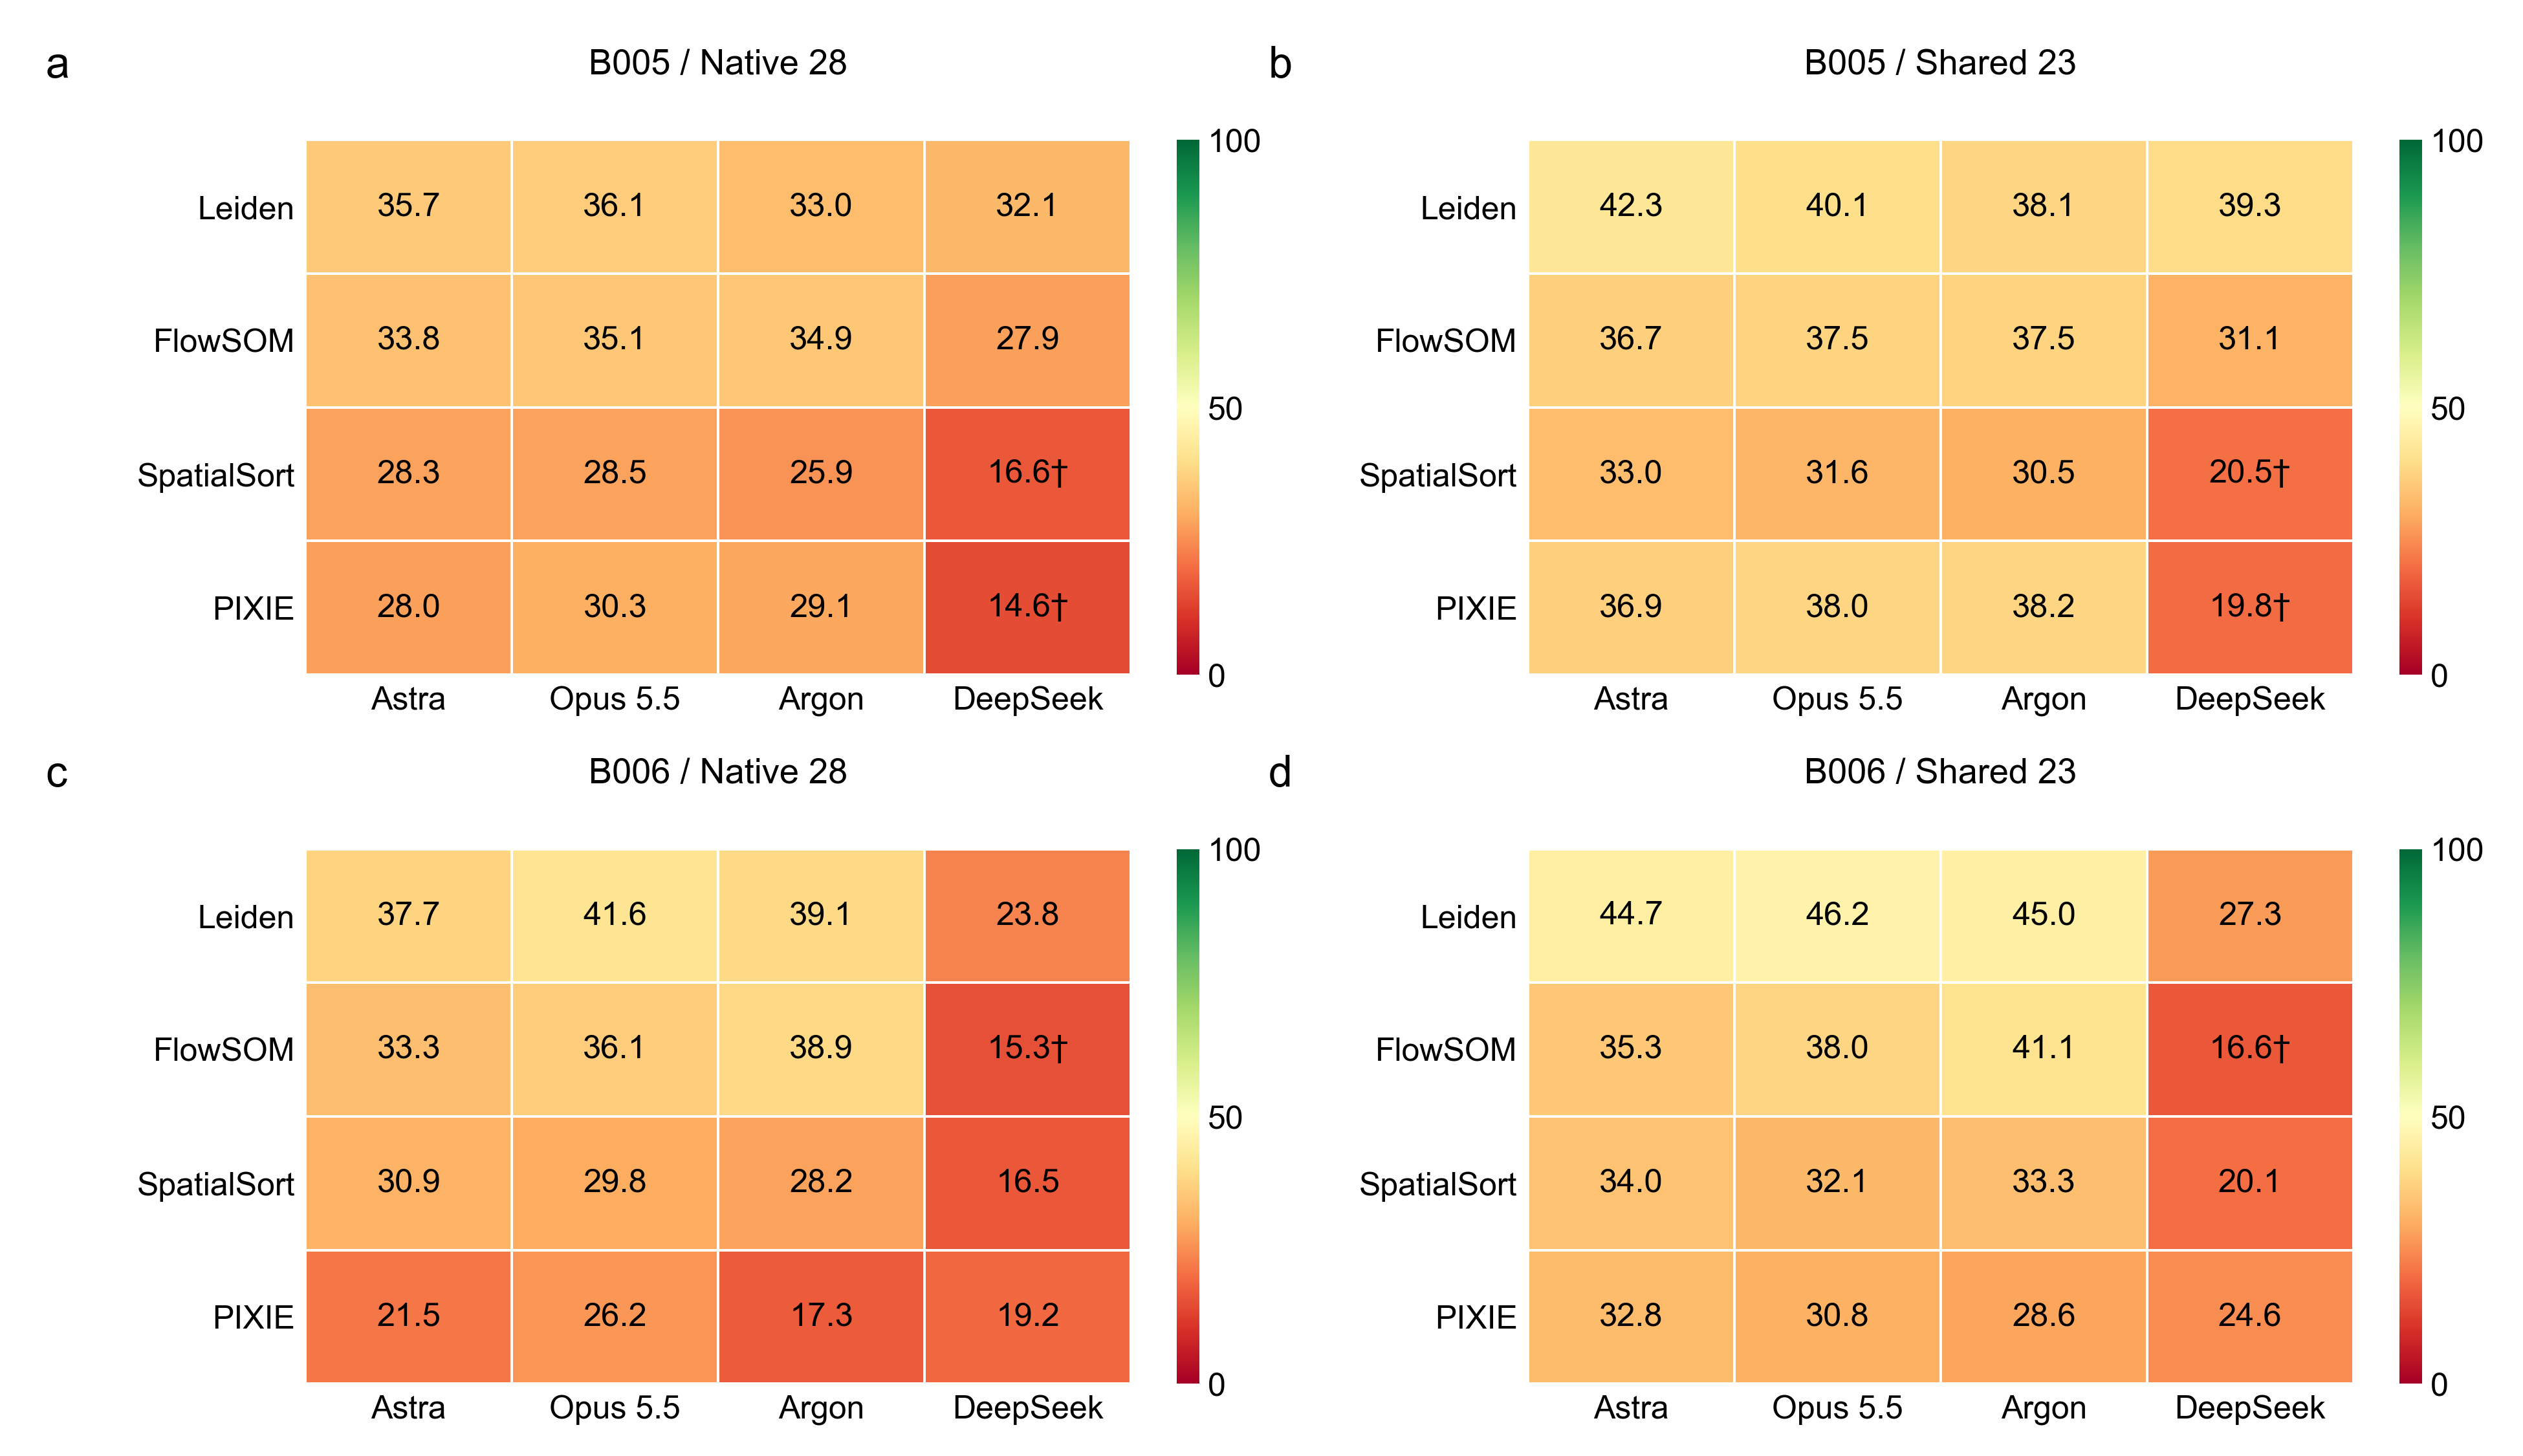 a
B005 / Native 28
100
50
0
Leiden 35.7 36.1 33.0 32.1
FlowSOM 33.8 35.1 34.9 27.9
SpatialSort 28.3 28.5 25.9 16.6†
PIXIE 28.0 30.3 29.1 14.6†
Astra Opus 5.5 Argon DeepSeek
b
B005 / Shared 23
100
50
0
Leiden 42.3 40.1 38.1 39.3
FlowSOM 36.7 37.5 37.5 31.1
SpatialSort 33.0 31.6 30.5 20.5†
PIXIE 36.9 38.0 38.2 19.8†
Astra Opus 5.5 Argon DeepSeek
c
B006 / Native 28
100
50
0
Leiden 37.7 41.6 39.1 23.8
FlowSOM 33.3 36.1 38.9 15.3†
SpatialSort 30.9 29.8 28.2 16.5
PIXIE 21.5 26.2 17.3 19.2
Astra Opus 5.5 Argon DeepSeek
d
B006 / Shared 23
100
50
0
Leiden 44.7 46.2 45.0 27.3
FlowSOM 35.3 38.0 41.1 16.6†
SpatialSort 34.0 32.1 33.3 20.1
PIXIE 32.8 30.8 28.6 24.6
Astra Opus 5.5 Argon DeepSeek